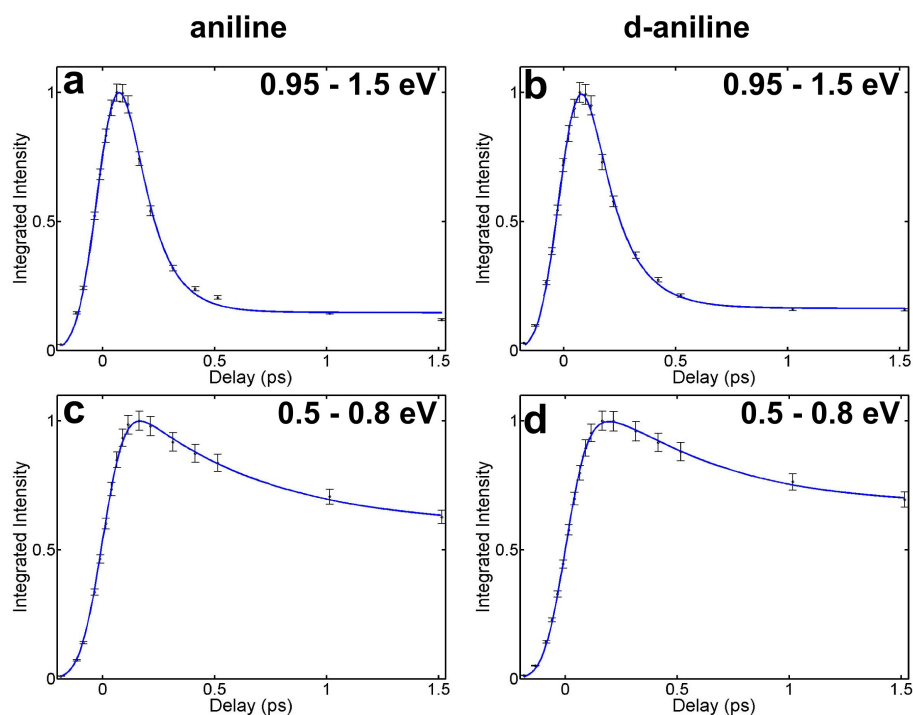 aniline
d-aniline
a
0.95 - 1.5 eV
1
0.5
0
Integrated Intensity
0
0.5
1
1.5
Delay (ps)
b
0.95 - 1.5 eV
1
0.5
0
Integrated Intensity
0
0.5
1
1.5
Delay (ps)
c
0.5 - 0.8 eV
1
0.5
0
Integrated Intensity
0
0.5
1
1.5
Delay (ps)
d
0.5 - 0.8 eV
1
0.5
0
Integrated Intensity
0
0.5
1
1.5
Delay (ps)